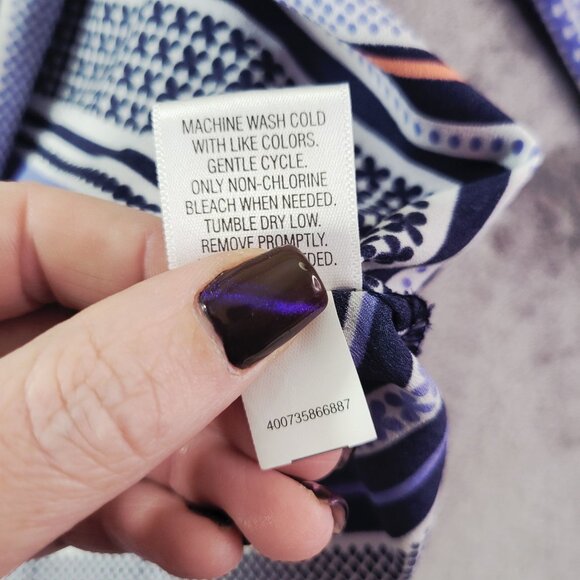 MACHINE WASH COLD
WITH LIKE COLORS.
GENTLE CYCLE.
ONLY NON-CHLORINE
BLEACH WHEN NEEDED.
TUMBLE DRY LOW.
REMOVE PROMPTLY.
400735866887